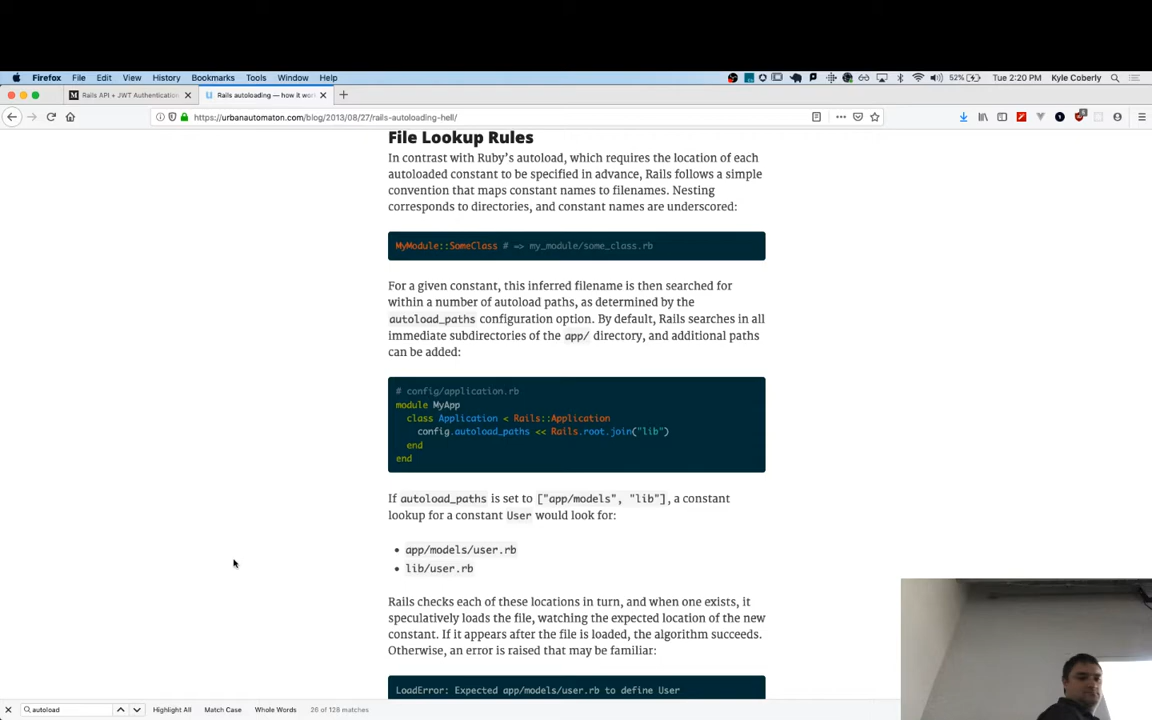 Firefox File Edit View History Bookmarks Tools Window Help 52% Tue 2:20 PM Kyle Coberly
Rails API + JWT Authentication Rails autoloading — how it wor
https://urbanautomaton.com/blog/2013/08/27/rails-autoloading-hell/
File Lookup Rules
In contrast with Ruby's autoload, which requires the location of each
autoloaded constant to be specified in advance, Rails follows a simple
convention that maps constant names to filenames. Nesting
corresponds to directories, and constant names are underscored:
MyModule::SomeClass # => my_module/some_class.rb
For a given constant, this inferred filename is then searched for
within a number of autoload paths, as determined by the
autoload_paths configuration option. By default, Rails searches in all
immediate subdirectories of the app/ directory, and additional paths
can be added:
# config/application.rb
module MyApp
class Application < Rails::Application
config.autoload_paths << Rails.root.join("lib")
end
end
If autoload_paths is set to ["app/models", "lib"], a constant
lookup for a constant User would look for:
• app/models/user.rb
• lib/user.rb
Rails checks each of these locations in turn, and when one exists, it
speculatively loads the file, watching the expected location of the new
constant. If it appears after the file is loaded, the algorithm succeeds.
Otherwise, an error is raised that may be familiar:
LoadError: Expected app/models/user.rb to define User
autoload Highlight All Match Case Whole Words 26 of 128 matches